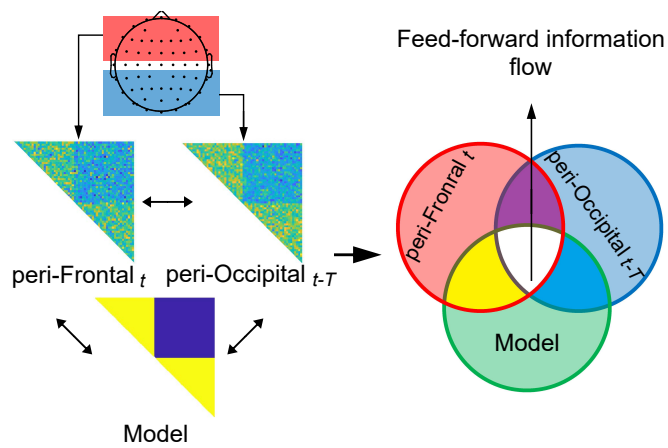 Feed-forward information
flow
peri-Frontal t
peri-Occipital t-T
Model
peri-Fronral t
peri-Occipital t-T
Model